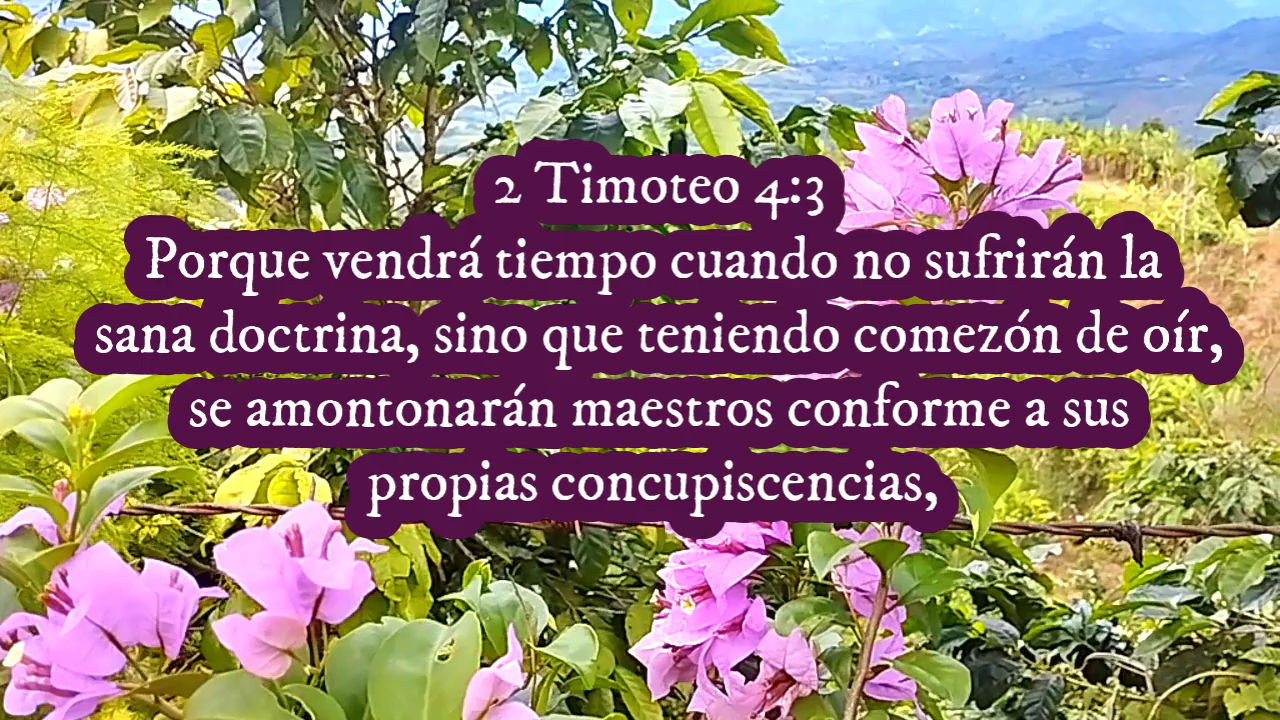 2 Timoteo 4:3
Porque vendrá tiempo cuando no sufrirán la
sana doctrina, sino que teniendo comezón de oír,
se amontonarán maestros conforme a sus
propias concupiscencias,